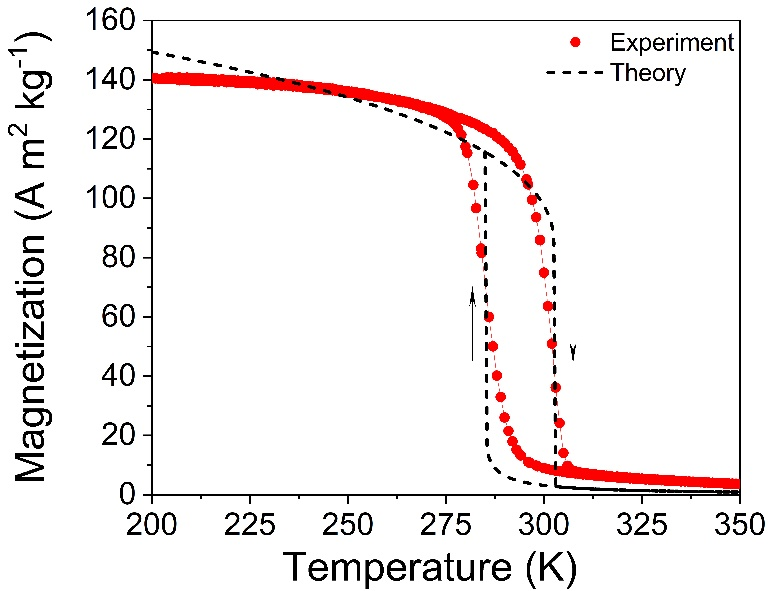 160
140
120
100
80
60
40
20
0
Magnetization (A m² kg⁻¹)
Experiment
Theory
200 225 250 275 300 325 350
Temperature (K)